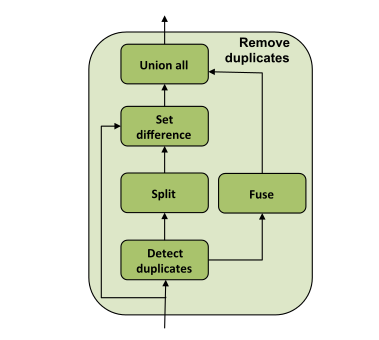 Remove
duplicates
Union all
Set
difference
Split
Fuse
Detect
duplicates